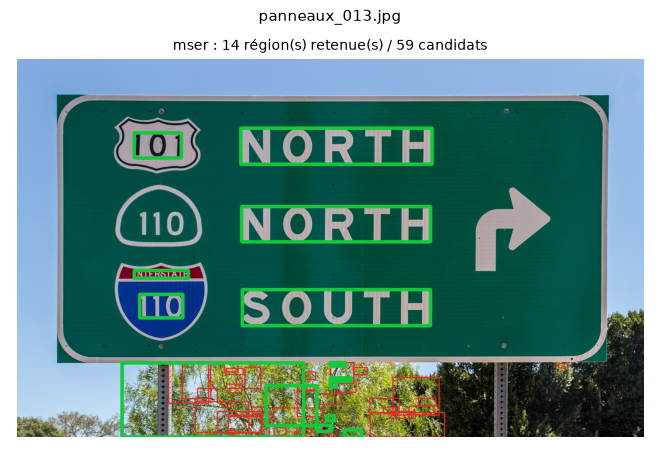 panneaux_013.jpg
mser : 14 région(s) retenue(s) / 59 candidats
101 NORTH
110 NORTH
INTERSTATE
110 SOUTH